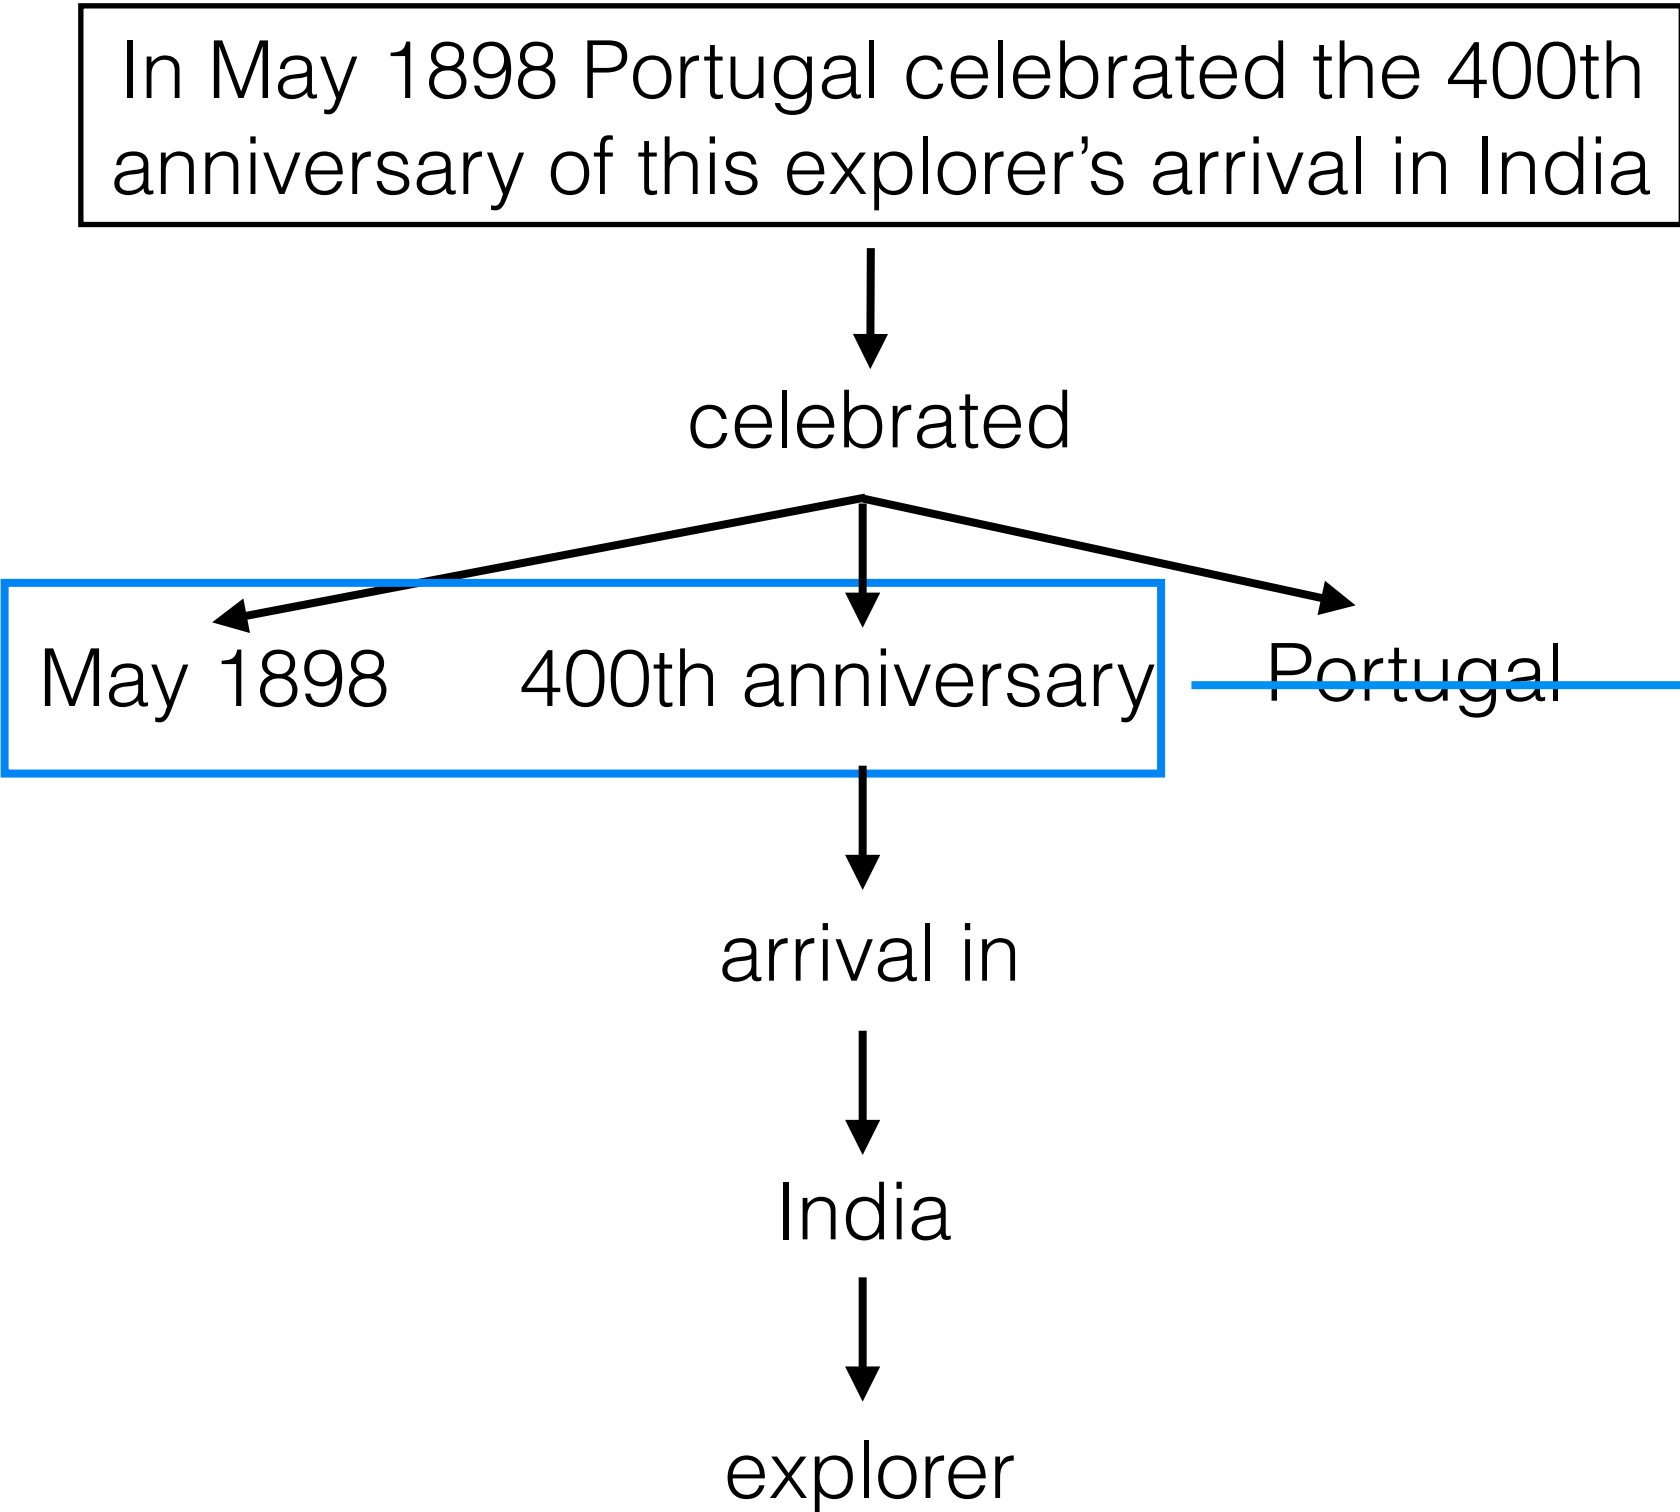 In May 1898 Portugal celebrated the 400th
anniversary of this explorer’s arrival in India
celebrated
May 1898 400th anniversary Portugal
arrival in
India
explorer